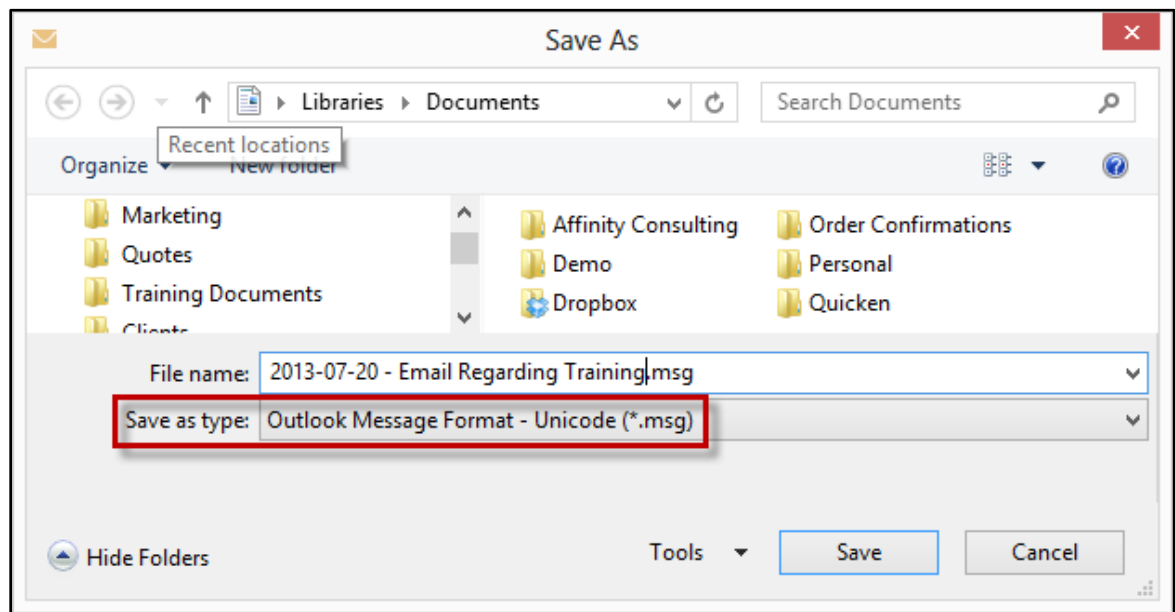 Save As
Libraries Documents
Search Documents
Recent locations
Organize
New folder
Marketing
Quotes
Training Documents
Clients
Affinity Consulting
Demo
Dropbox
Order Confirmations
Personal
Quicken
File name: 2013-07-20 - Email Regarding Training.msg
Save as type: Outlook Message Format - Unicode (*.msg)
Hide Folders
Tools
Save
Cancel